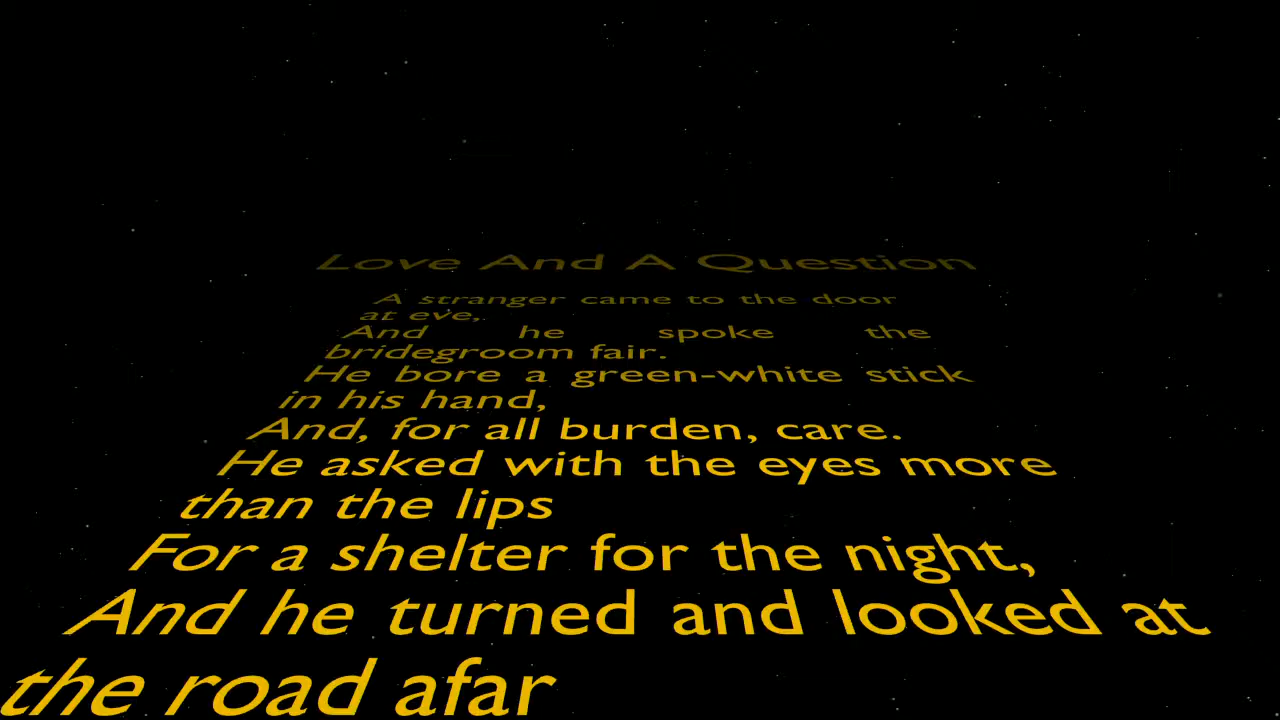 Love And A Question
A stranger came to the door
at eve,
And he spoke the
bridegroom fair.
He bore a green-white stick
in his hand,
And, for all burden, care.
He asked with the eyes more
than the lips
For a shelter for the night,
And he turned and looked at
the road afar